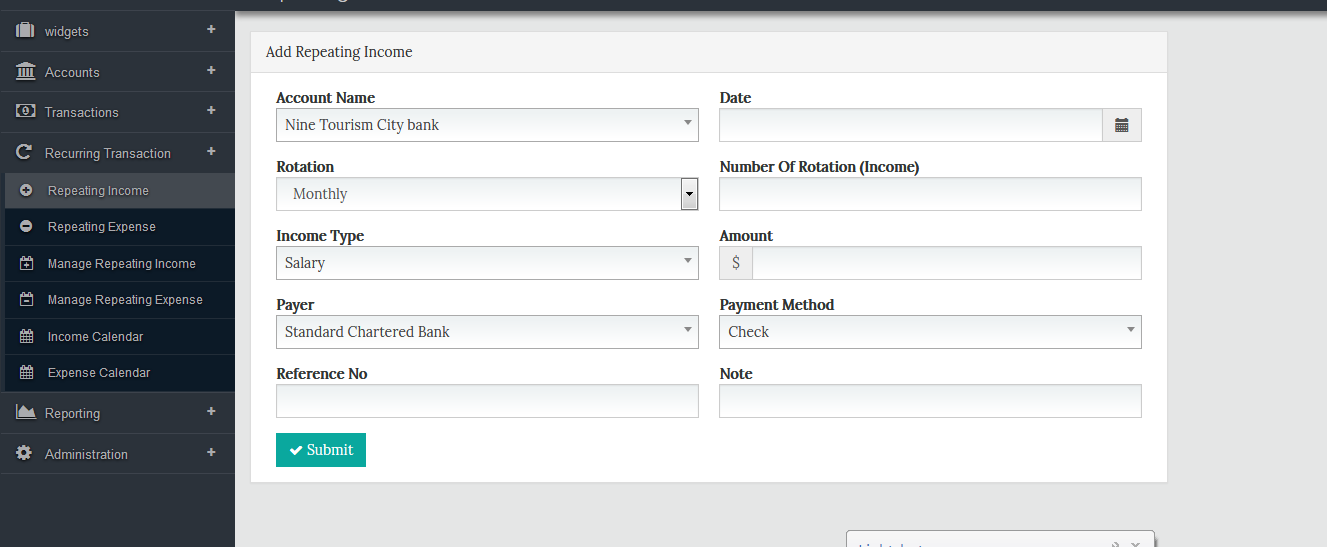 widgets
Accounts
Transactions
Recurring Transaction
Repeating Income
Repeating Expense
Manage Repeating Income
Manage Repeating Expense
Income Calendar
Expense Calendar
Reporting
Administration
Add Repeating Income
Account Name
Date
Nine Tourism City bank
Rotation
Number Of Rotation (Income)
Monthly
Income Type
Amount
Salary
$
Payer
Payment Method
Standard Chartered Bank
Check
Reference No
Note
Submit